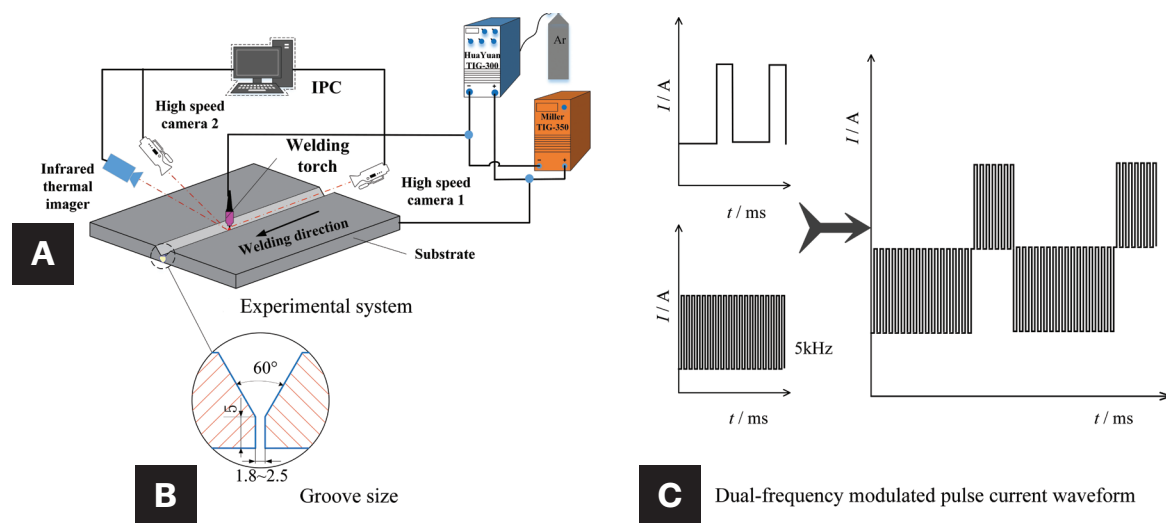 A
IPC
High speed
camera 2
Infrared
thermal
imager
Welding
torch
High speed
camera 1
HuaYuan
TIG-300
- +
Ar
Miller
TIG-350
- +
Welding direction
Substrate
Experimental system
60°
5
1.8~2.5
B
Groove size
I / A
t / ms
I / A
5kHz
t / ms
I / A
t / ms
C
Dual-frequency modulated pulse current waveform